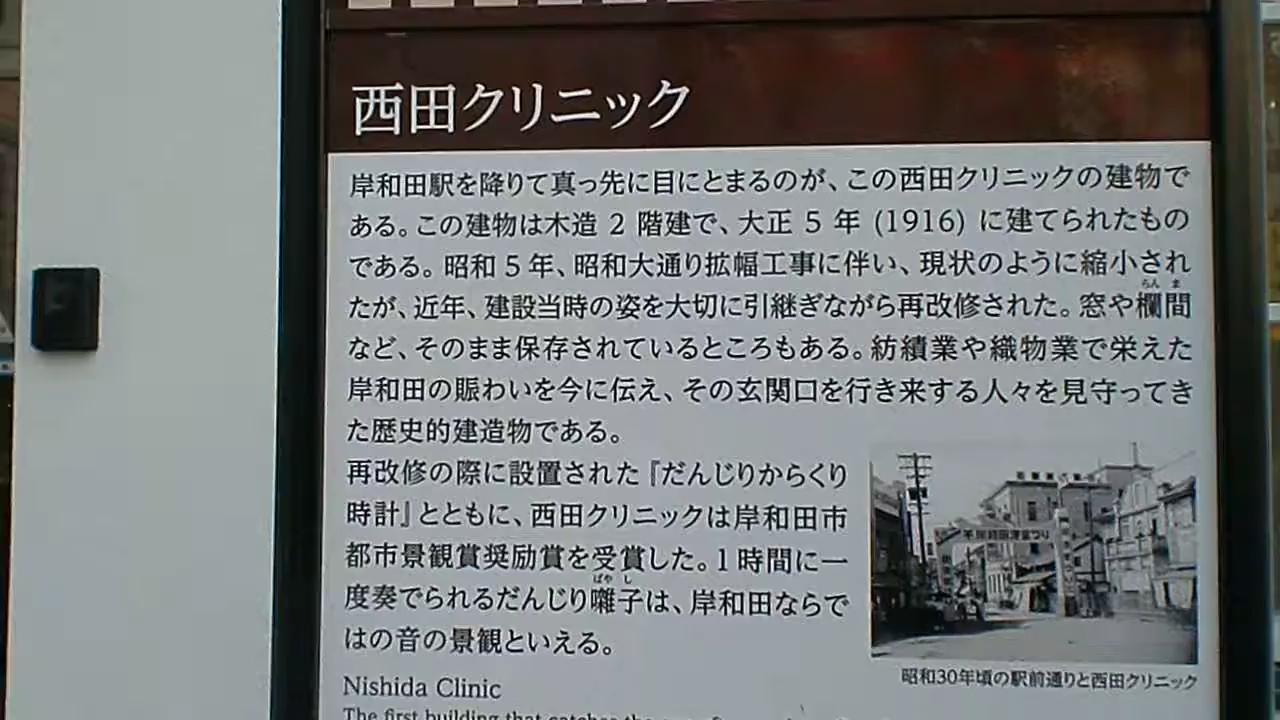 西田クリニック
岸和田駅を降りて真っ先に目にとまるのが、この西田クリニックの建物で
ある。この建物は木造 2 階建で、大正 5 年 (1916) に建てられたもの
である。昭和 5 年、昭和大通り拡幅工事に伴い、現状のように縮小され
たが、近年、建設当時の姿を大切に引継ぎながら再改修された。窓や欄間
らん ま
など、そのまま保存されているところもある。紡績業や織物業で栄えた
岸和田の賑わいを今に伝え、その玄関口を行き来する人々を見守ってき
た歴史的建造物である。
再改修の際に設置された『だんじりからくり
時計』とともに、西田クリニックは岸和田市
都市景観賞奨励賞を受賞した。1 時間に一
度奏でられるだんじり囃子は、岸和田ならで
ばや し
はの音の景観といえる。
昭和30年頃の駅前通りと西田クリニック
Nishida Clinic
The first building that catches the